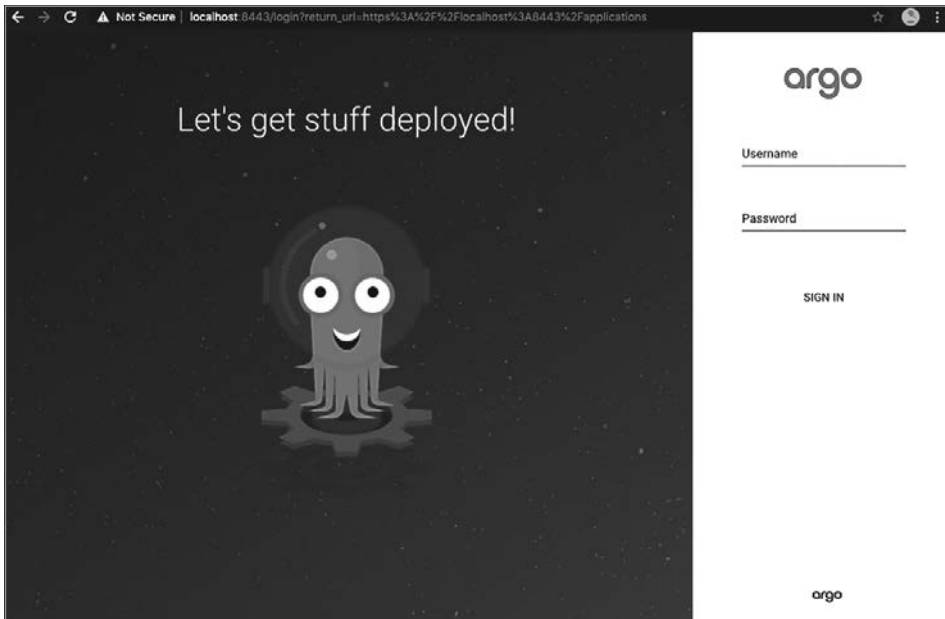 Not Secure | localhost:8443/login?return_url=https%3A%2F%2Flocalhost%3A8443%2Fapplications
Let's get stuff deployed!
argo
Username
Password
SIGN IN
argo